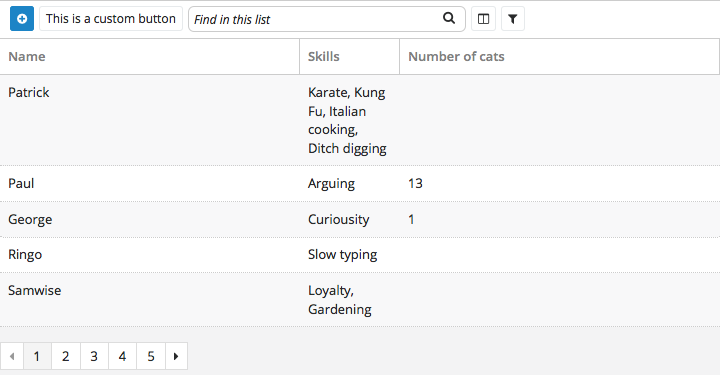 This is a custom button Find in this list
Name Skills Number of cats
Patrick Karate, Kung
Fu, Italian
cooking,
Ditch digging
Paul Arguing 13
George Curiousity 1
Ringo Slow typing
Samwise Loyalty,
Gardening
1 2 3 4 5